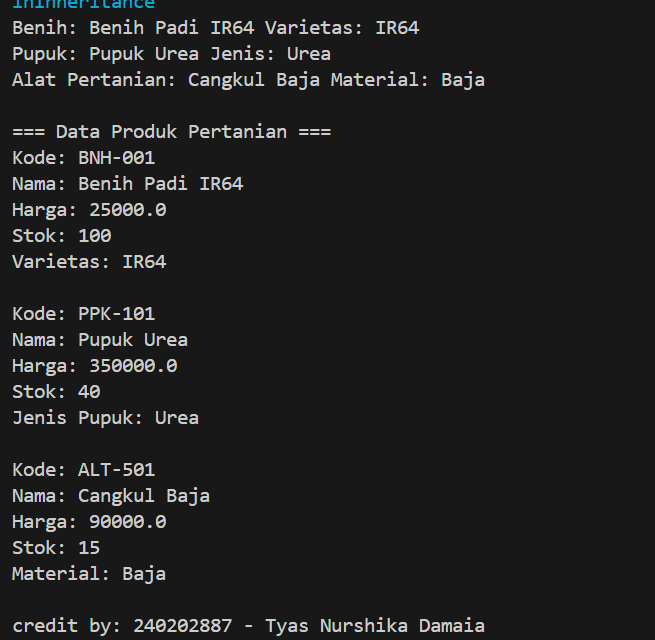 Ininheritance
Benih: Benih Padi IR64 Varietas: IR64
Pupuk: Pupuk Urea Jenis: Urea
Alat Pertanian: Cangkul Baja Material: Baja
=== Data Produk Pertanian ===
Kode: BNH-001
Nama: Benih Padi IR64
Harga: 25000.0
Stok: 100
Varietas: IR64
Kode: PPK-101
Nama: Pupuk Urea
Harga: 350000.0
Stok: 40
Jenis Pupuk: Urea
Kode: ALT-501
Nama: Cangkul Baja
Harga: 90000.0
Stok: 15
Material: Baja
credit by: 240202887 - Tyas Nurshika Damaia